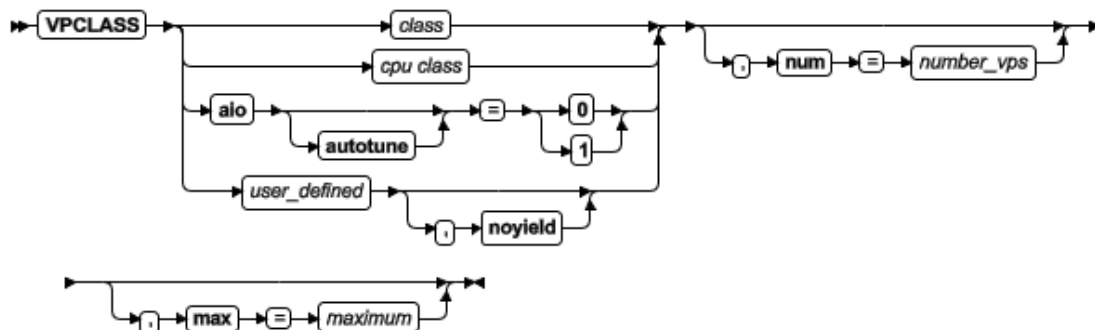 VPCLASS class , num = number_vps
cpu class
aio autotune = 0
1
user_defined , noyield
, max = maximum